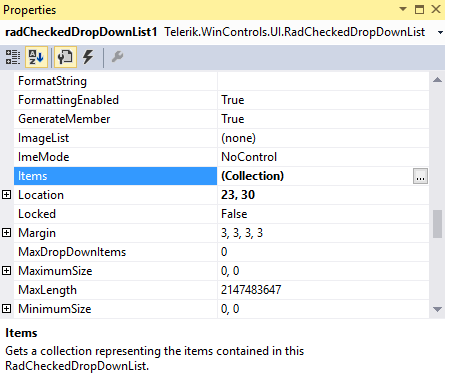 Properties
radCheckedDropDownList1 Telerik.WinControls.UI.RadCheckedDropDownList
FormatString
FormattingEnabled True
GenerateMember True
ImageList (none)
ImeMode NoControl
Items (Collection) ...
Location 23, 30
Locked False
Margin 3, 3, 3, 3
MaxDropDownItems 0
MaximumSize 0, 0
MaxLength 2147483647
MinimumSize 0, 0
Items
Gets a collection representing the items contained in this
RadCheckedDropDownList.